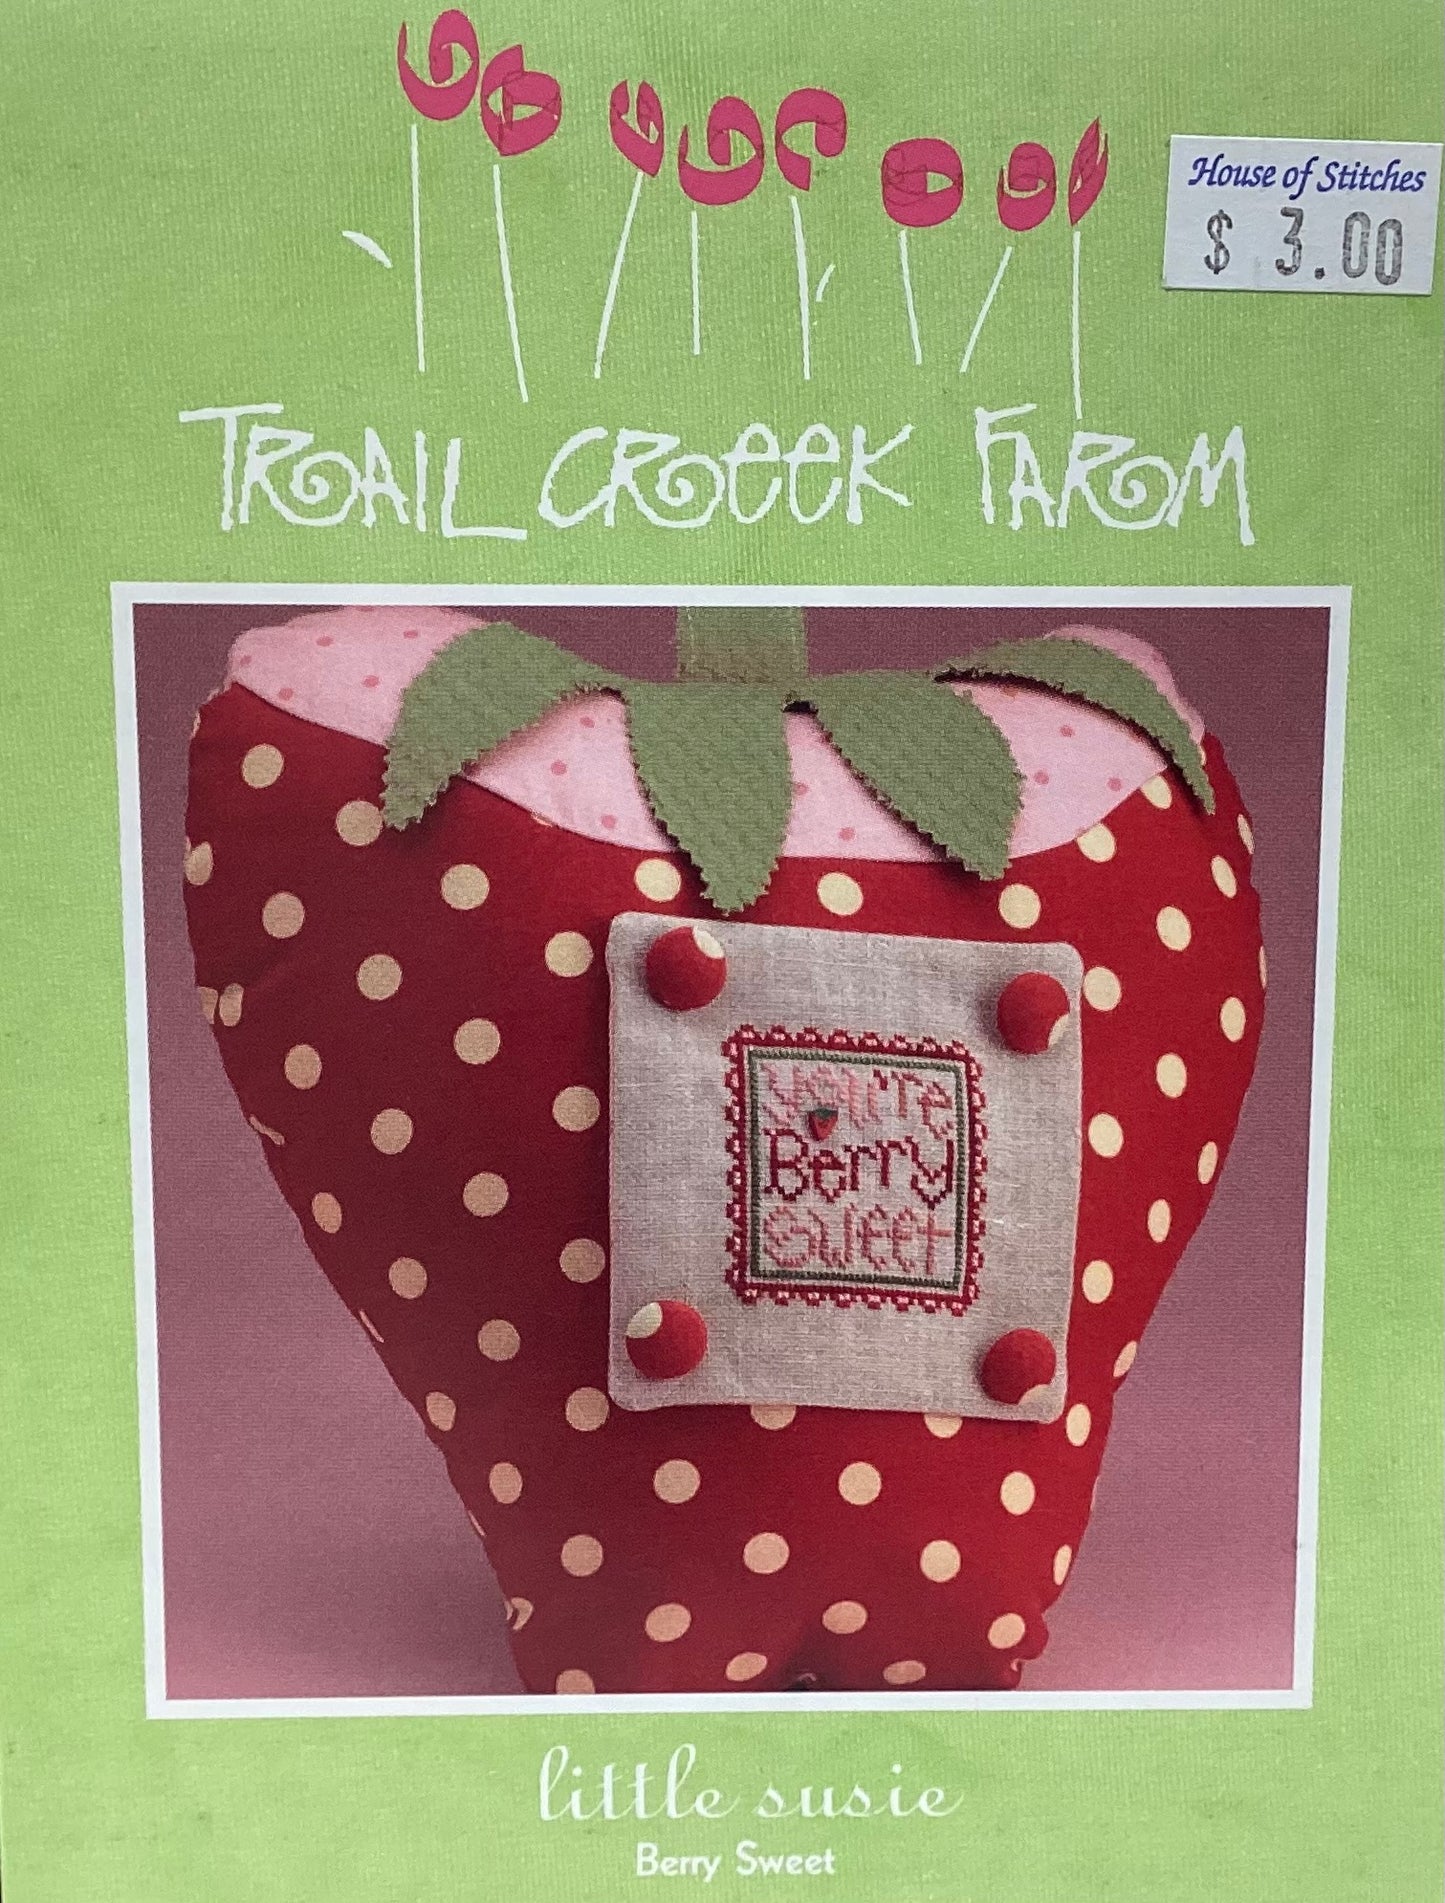 House of Stitches
$ 3.00
TRAIL CREEK FARM
you're
Berry
Sweet
little susie
Berry Sweet